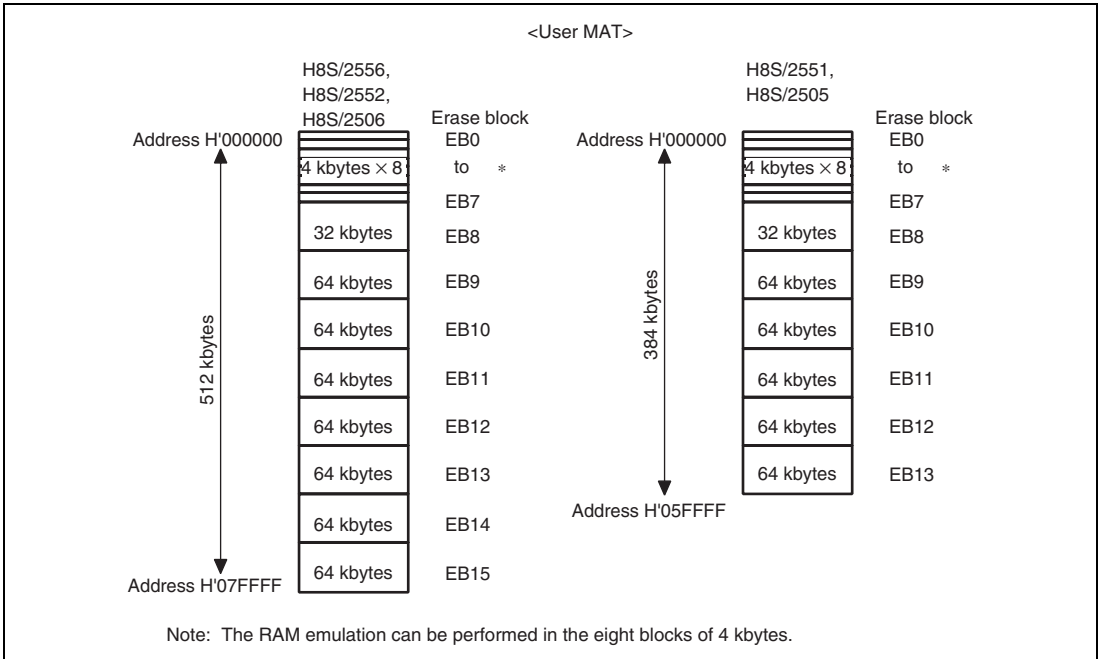 <User MAT>
H8S/2556,
H8S/2552,
H8S/2506
Erase block
Address H'000000
EB0
4 kbytes × 8
to *
EB7
32 kbytes
EB8
64 kbytes
EB9
64 kbytes
EB10
64 kbytes
EB11
64 kbytes
EB12
64 kbytes
EB13
64 kbytes
EB14
64 kbytes
EB15
512 kbytes
Address H'07FFFF
H8S/2551,
H8S/2505
Erase block
Address H'000000
EB0
4 kbytes × 8
to *
EB7
32 kbytes
EB8
64 kbytes
EB9
64 kbytes
EB10
64 kbytes
EB11
64 kbytes
EB12
64 kbytes
EB13
384 kbytes
Address H'05FFFF
Note: The RAM emulation can be performed in the eight blocks of 4 kbytes.